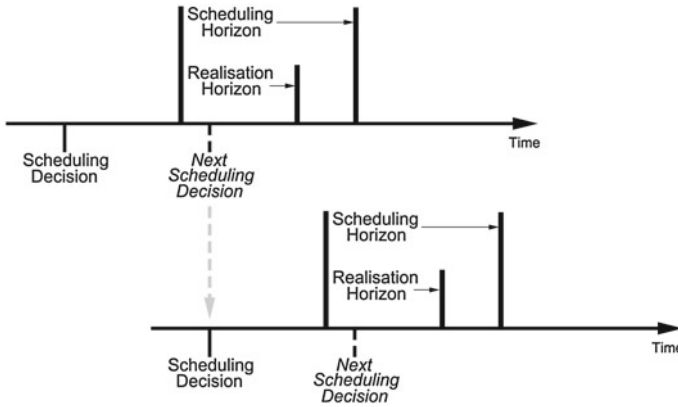 Scheduling
Horizon
Realisation
Horizon
Time
Scheduling
Decision
Next
Scheduling
Decision
Scheduling
Horizon
Realisation
Horizon
Time
Scheduling
Decision
Next
Scheduling
Decision